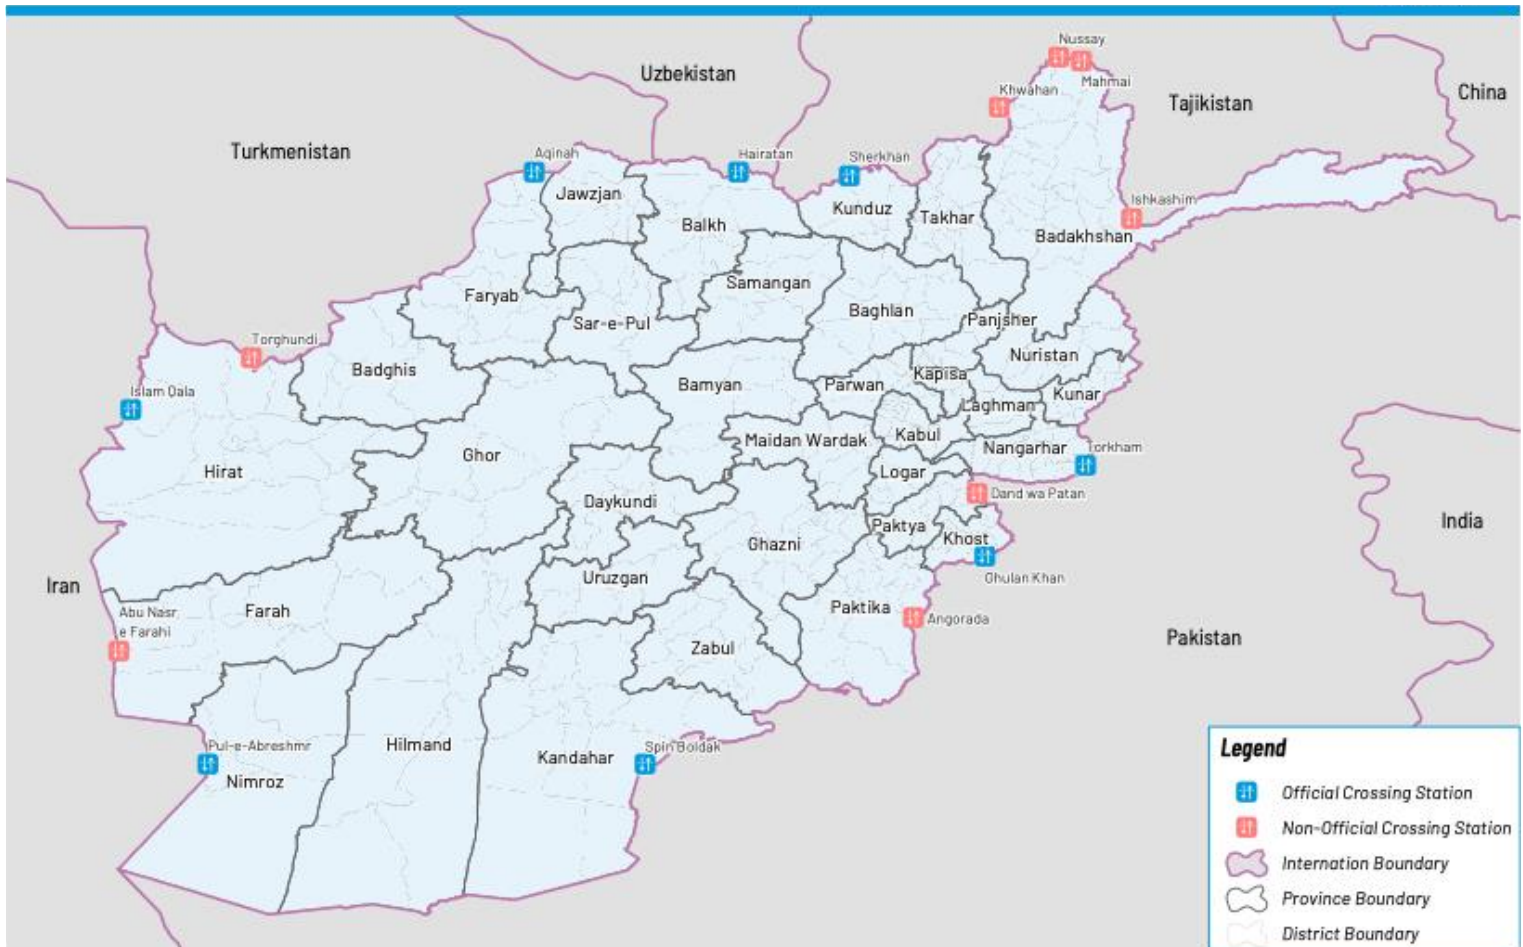 Nussay
Uzbekistan
Mahmai
Khwahan
China
Tajikistan
Turkmenistan
Aqinah
Hairatan
Sherkhan
Jawzjan
Ishkashim
Kunduz
Takhar
Balkh
Badakhshan
Samangan
Faryab
Baghlan
Panjsher
Sar-e-Pul
Torghundi
Nuristan
Badghis
Kapisa
Bamyan
Parwan
Islam Qala
Kunar
Laghman
Kabul
Maidan Wardak
Nangarhar
Torkham
Ghor
Hirat
Logar
Dand wa Patan
Daykundi
India
Paktya
Khost
Ghazni
Uruzgan
Ghulan Khan
Iran
Abu Nasr
e Farahi
Farah
Paktika
Angorada
Pakistan
Zabul
Pul-e-Abreshmr
Hilmand
Spin Boldak
Kandahar
Nimroz
Legend
Official Crossing Station
Non-Official Crossing Station
Internation Boundary
Province Boundary
District Boundary